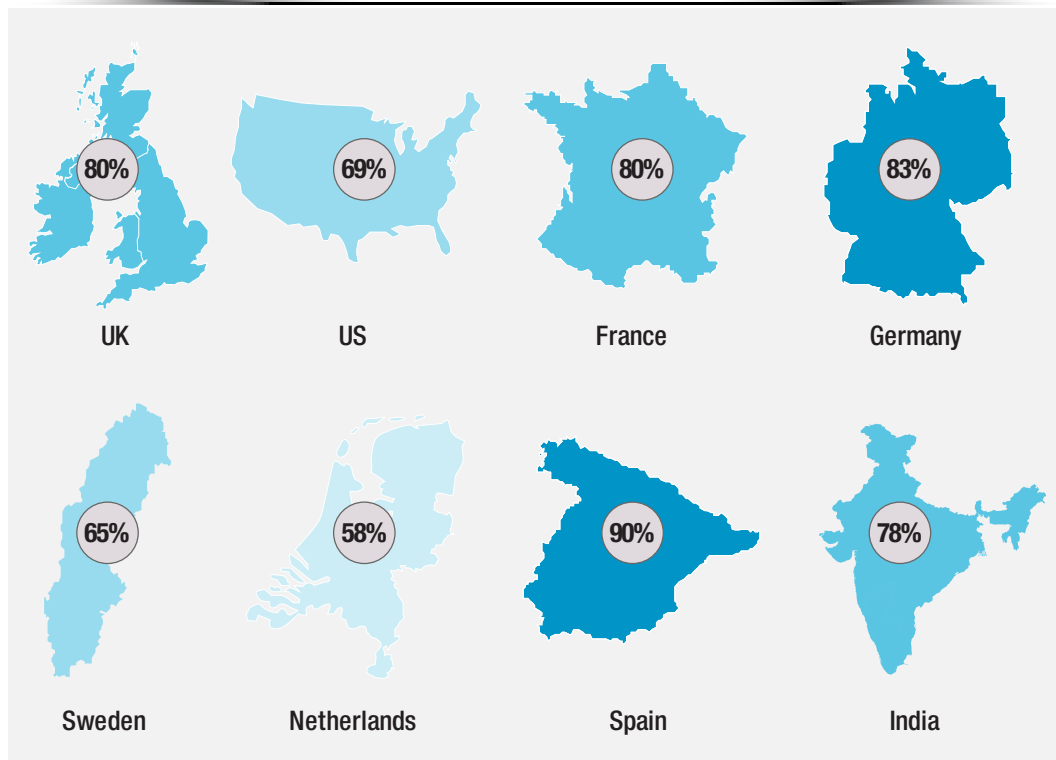 80%
69%
80%
83%
UK
US
France
Germany
65%
58%
90%
78%
Sweden
Netherlands
Spain
India